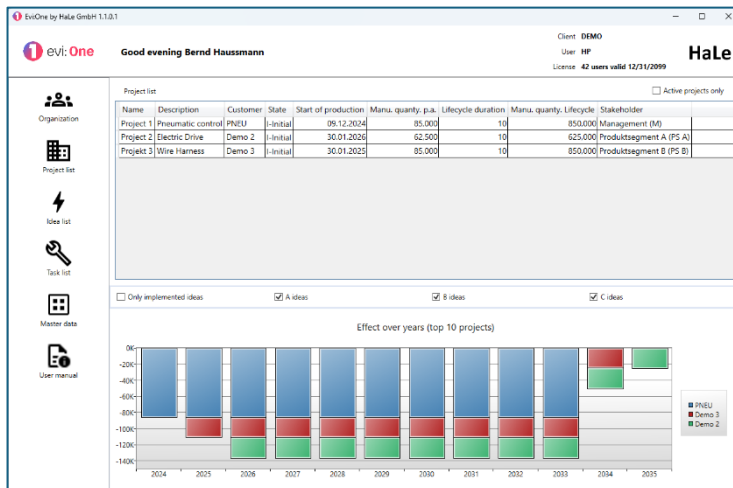 EviOne by HaLe GmbH 1.1.0.1
evi:One
Good evening Bernd Haussmann
Client DEMO
User HP
License 42 users valid 12/31/2099
HaLe
Organization
Project list
Idea list
Task list
Master data
User manual
Project list
Active projects only
Name Description Customer State Start of production Manu. quanty. p.a. Lifecycle duration Manu. quanty. Lifecycle Stakeholder
Project 1 Pneumatic control PNEU I-Initial 09.12.2024 85.000 10 850.000 Management (M)
Project 2 Electric Drive Demo 2 I-Initial 30.01.2026 62.500 10 625.000 Produktsegment A (PS A)
Projekt 3 Wire Harness Demo 3 I-Initial 30.01.2025 85.000 10 850.000 Produktsegment B (PS B)
Only implemented ideas A ideas B ideas C ideas
Effect over years (top 10 projects)
0K
-20K
-40K
-60K
-80K
-100K
-120K
-140K
2024 2025 2026 2027 2028 2029 2030 2031 2032 2033 2034 2035
PNEU
Demo 3
Demo 2